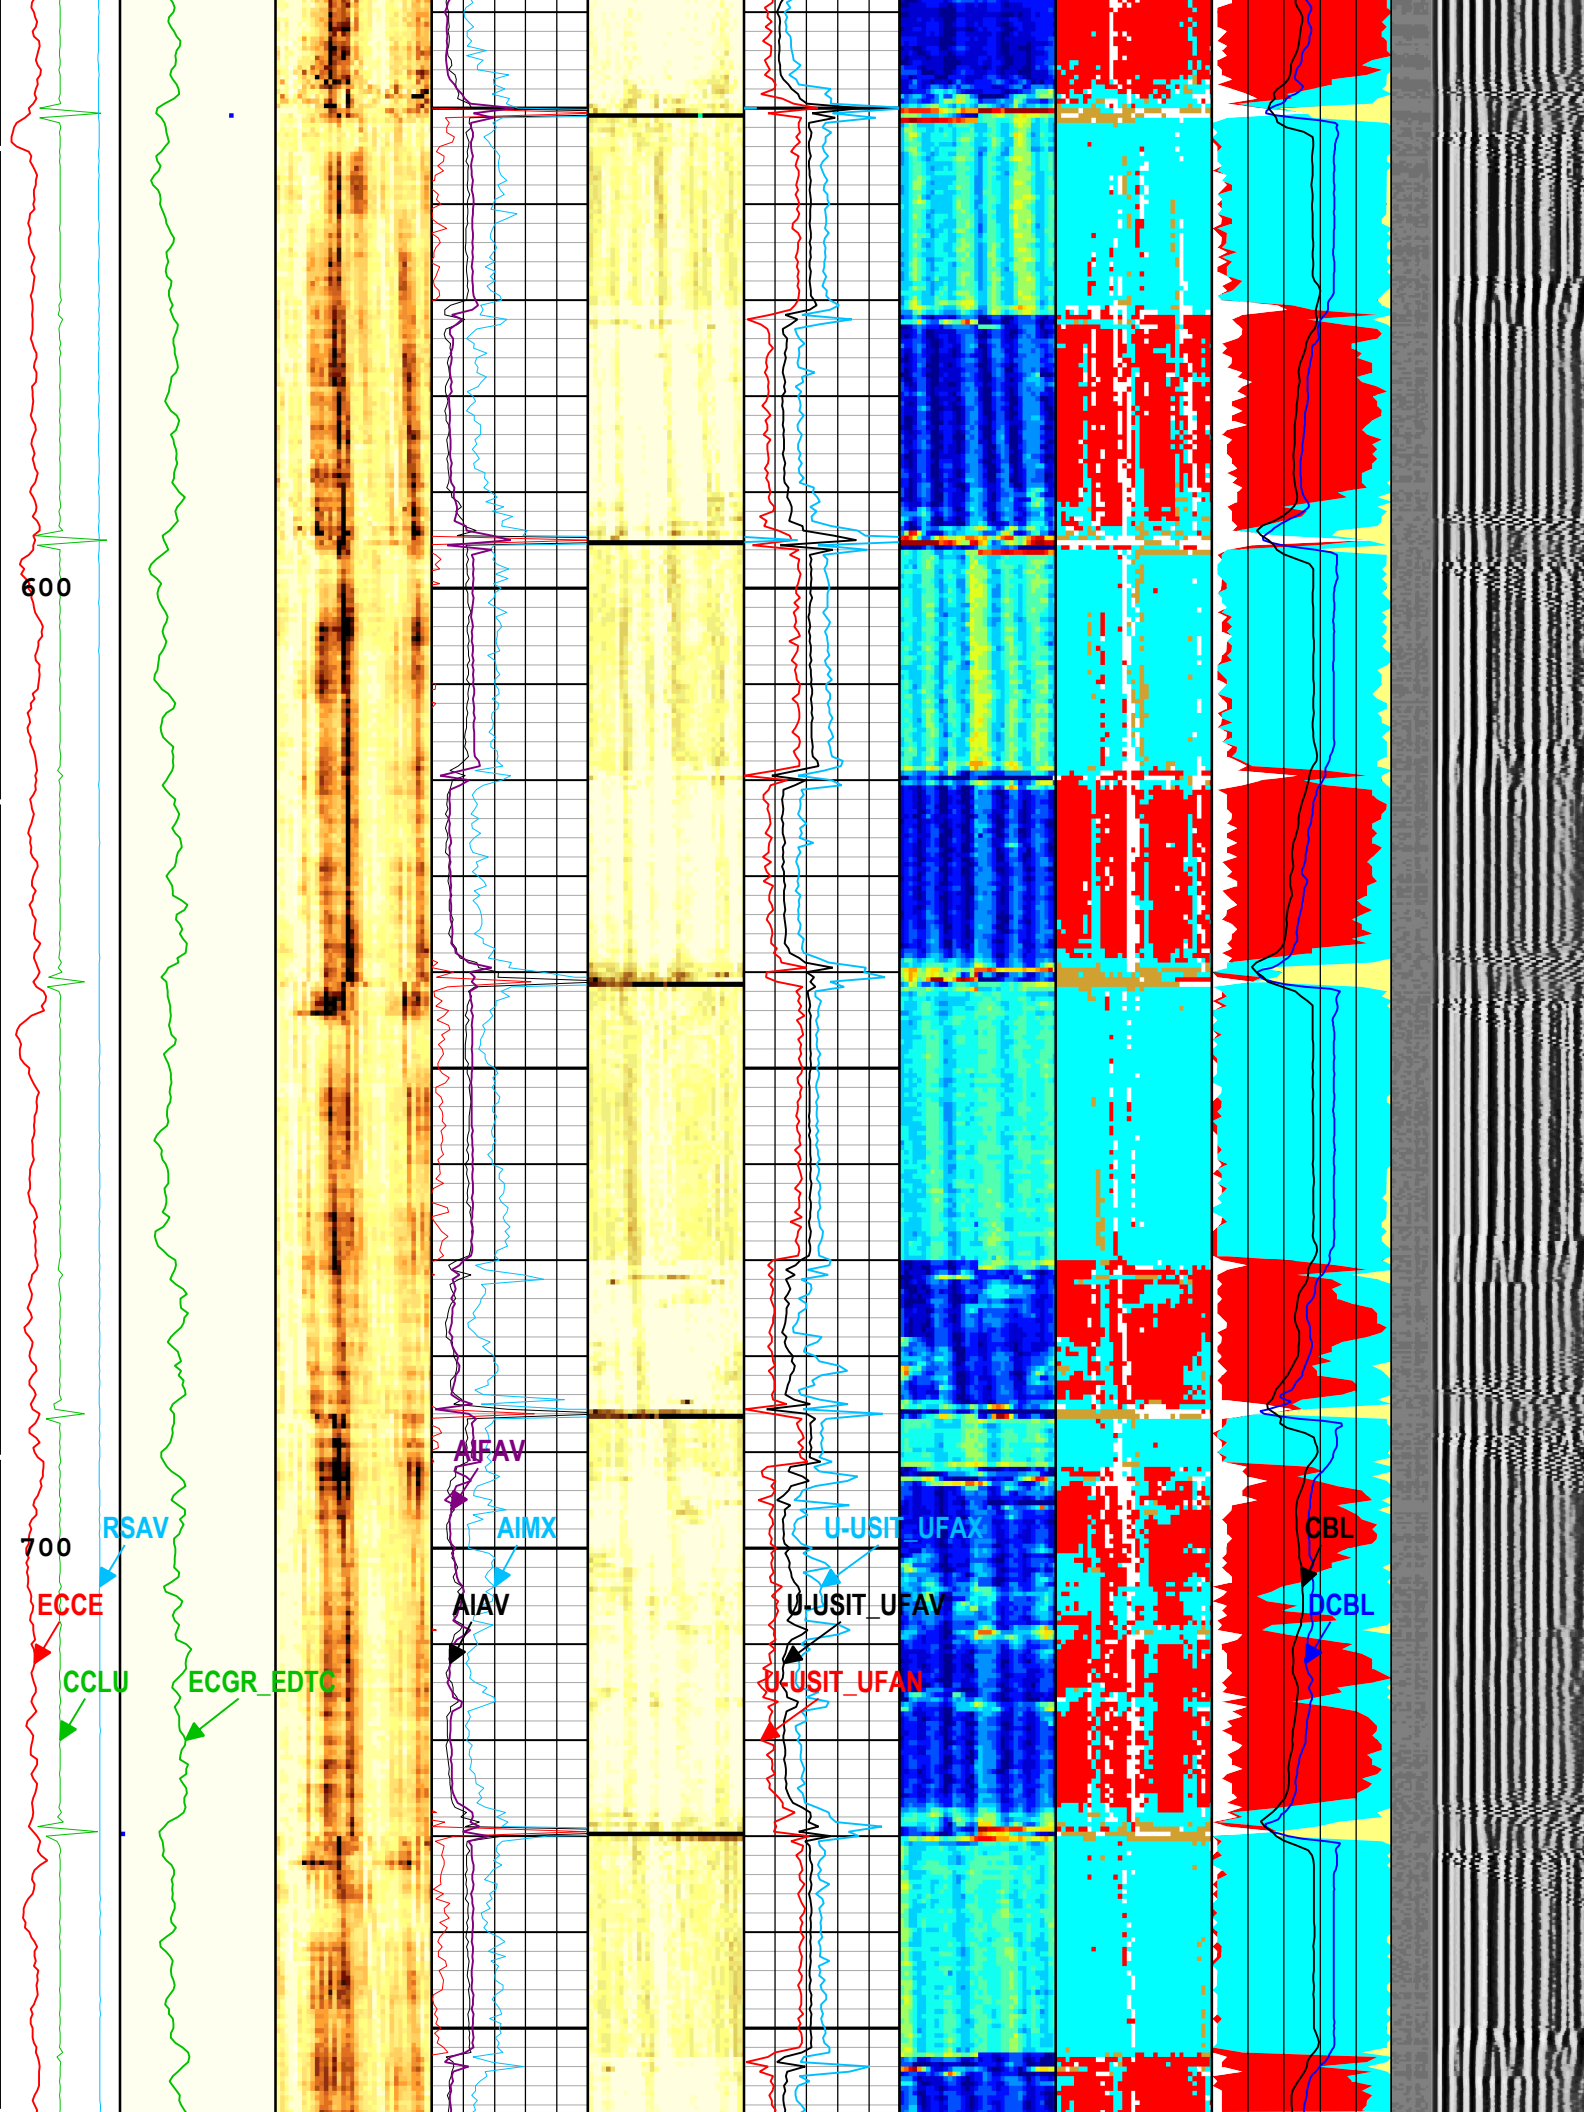 600
AIFAV
RSAV AIMX U-USIT_UFAX CBL
700
ECCE AIAV U-USIT_UFAV DCBL
CCLU ECGR_EDTC U-USIT_UFAN